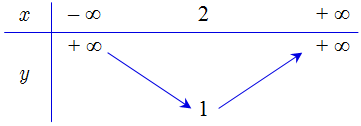 x – ∞ 2 + ∞
+ ∞ + ∞
y
1